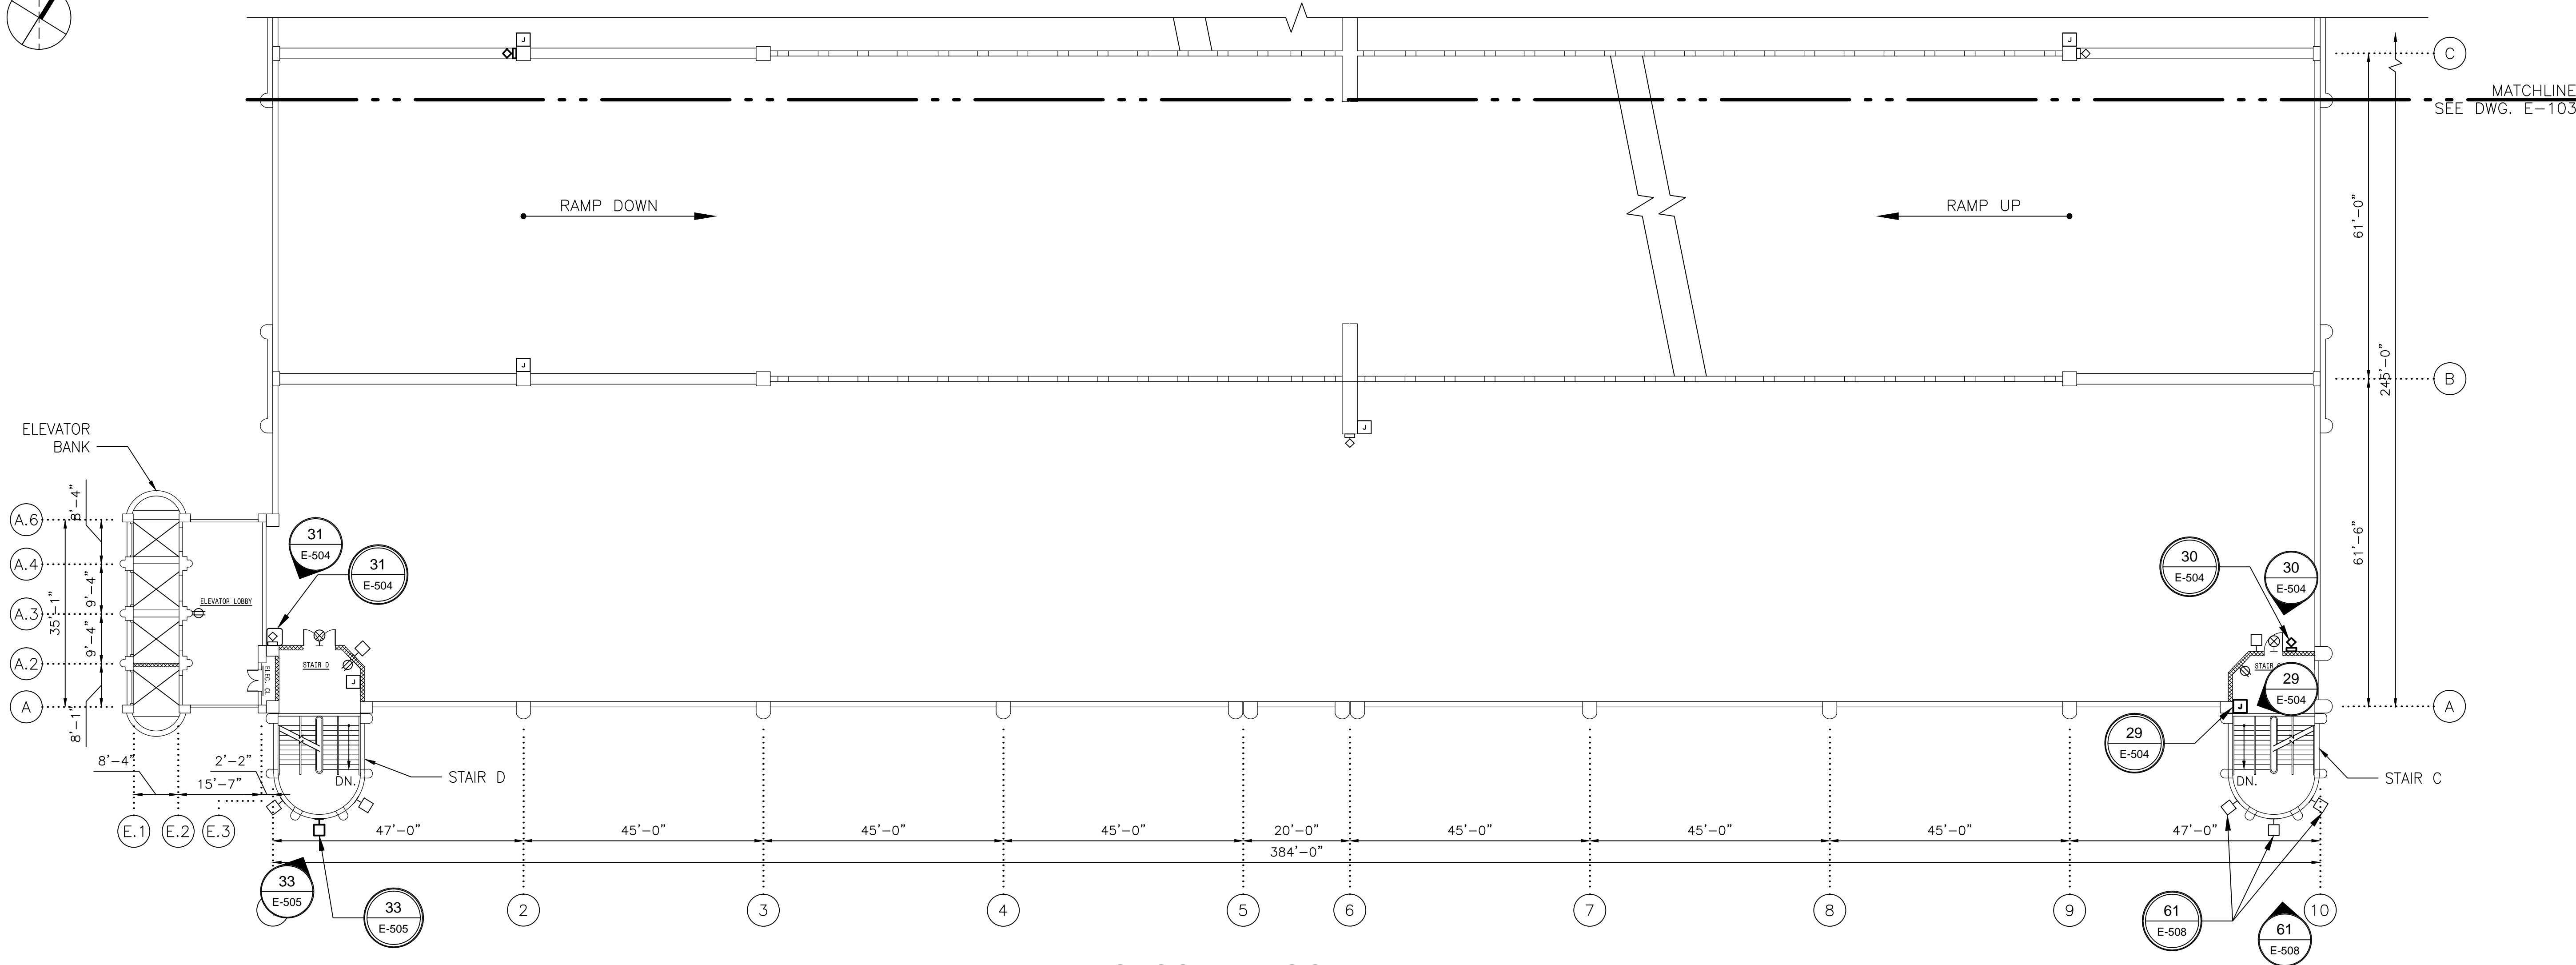 J
J
C
MATCHLINE
SEE DWG. E-103
RAMP DOWN
RAMP UP
61'-0"
245'-0"
J
B
J
ELEVATOR
BANK
8'-4"
A.6
31
E-504
31
E-504
30
E-504
30
E-504
61'-6"
A.4
9'-4"
35'-1"
A.3
ELEVATOR LOBBY
9'-4"
A.2
STAIR D
ELEC. CL.
J
STAIR
29
E-504
A
8'-1"
J
A
29
E-504
8'-4"
2'-2"
15'-7"
DN.
STAIR D
DN.
STAIR C
E.1
E.2
E.3
47'-0"
45'-0"
45'-0"
45'-0"
20'-0"
45'-0"
45'-0"
45'-0"
47'-0"
384'-0"
33
E-505
33
E-505
2
3
4
5
6
7
8
9
61
E-508
61
E-508
10